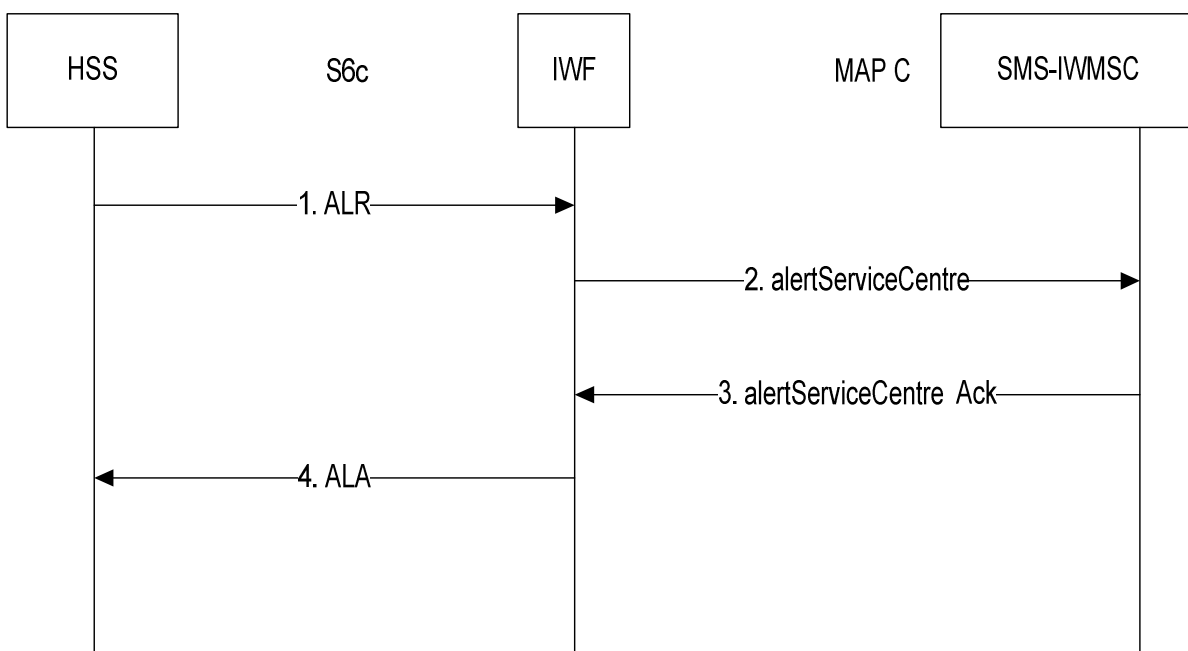 HSS
S6c
IWF
MAP C
SMS-IWMSC
1. ALR
2. alertServiceCentre
3. alertServiceCentre Ack
4. ALA